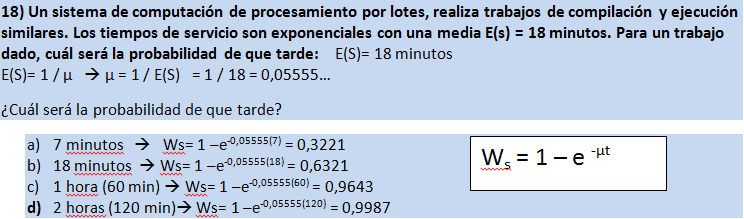 18) Un sistema de computación de procesamiento por lotes, realiza trabajos de compilación y ejecución
similares. Los tiempos de servicio son exponenciales con una media E(s) = 18 minutos. Para un trabajo
dado, cuál será la probabilidad de que tarde: E(S)= 18 minutos
E(S)= 1 / µ → µ = 1 / E(S) = 1 / 18 = 0,05555...
¿Cuál será la probabilidad de que tarde?
a) 7 minutos → Ws= 1 –e-0,05555(7) = 0,3221
b) 18 minutos → Ws= 1 –e-0,05555(18) = 0,6321
c) 1 hora (60 min) → Ws= 1 –e-0,05555(60) = 0,9643
d) 2 horas (120 min)→ Ws= 1–e-0,05555(120) = 0,9987
Ws = 1 – e -µt